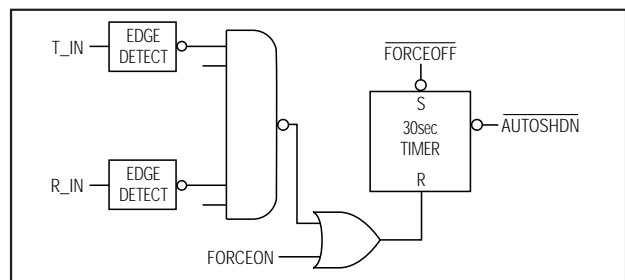 T_IN
EDGE
DETECT
R_IN
EDGE
DETECT
FORCEON
FORCEOFF
S
30sec
TIMER
R
AUTOSHDN